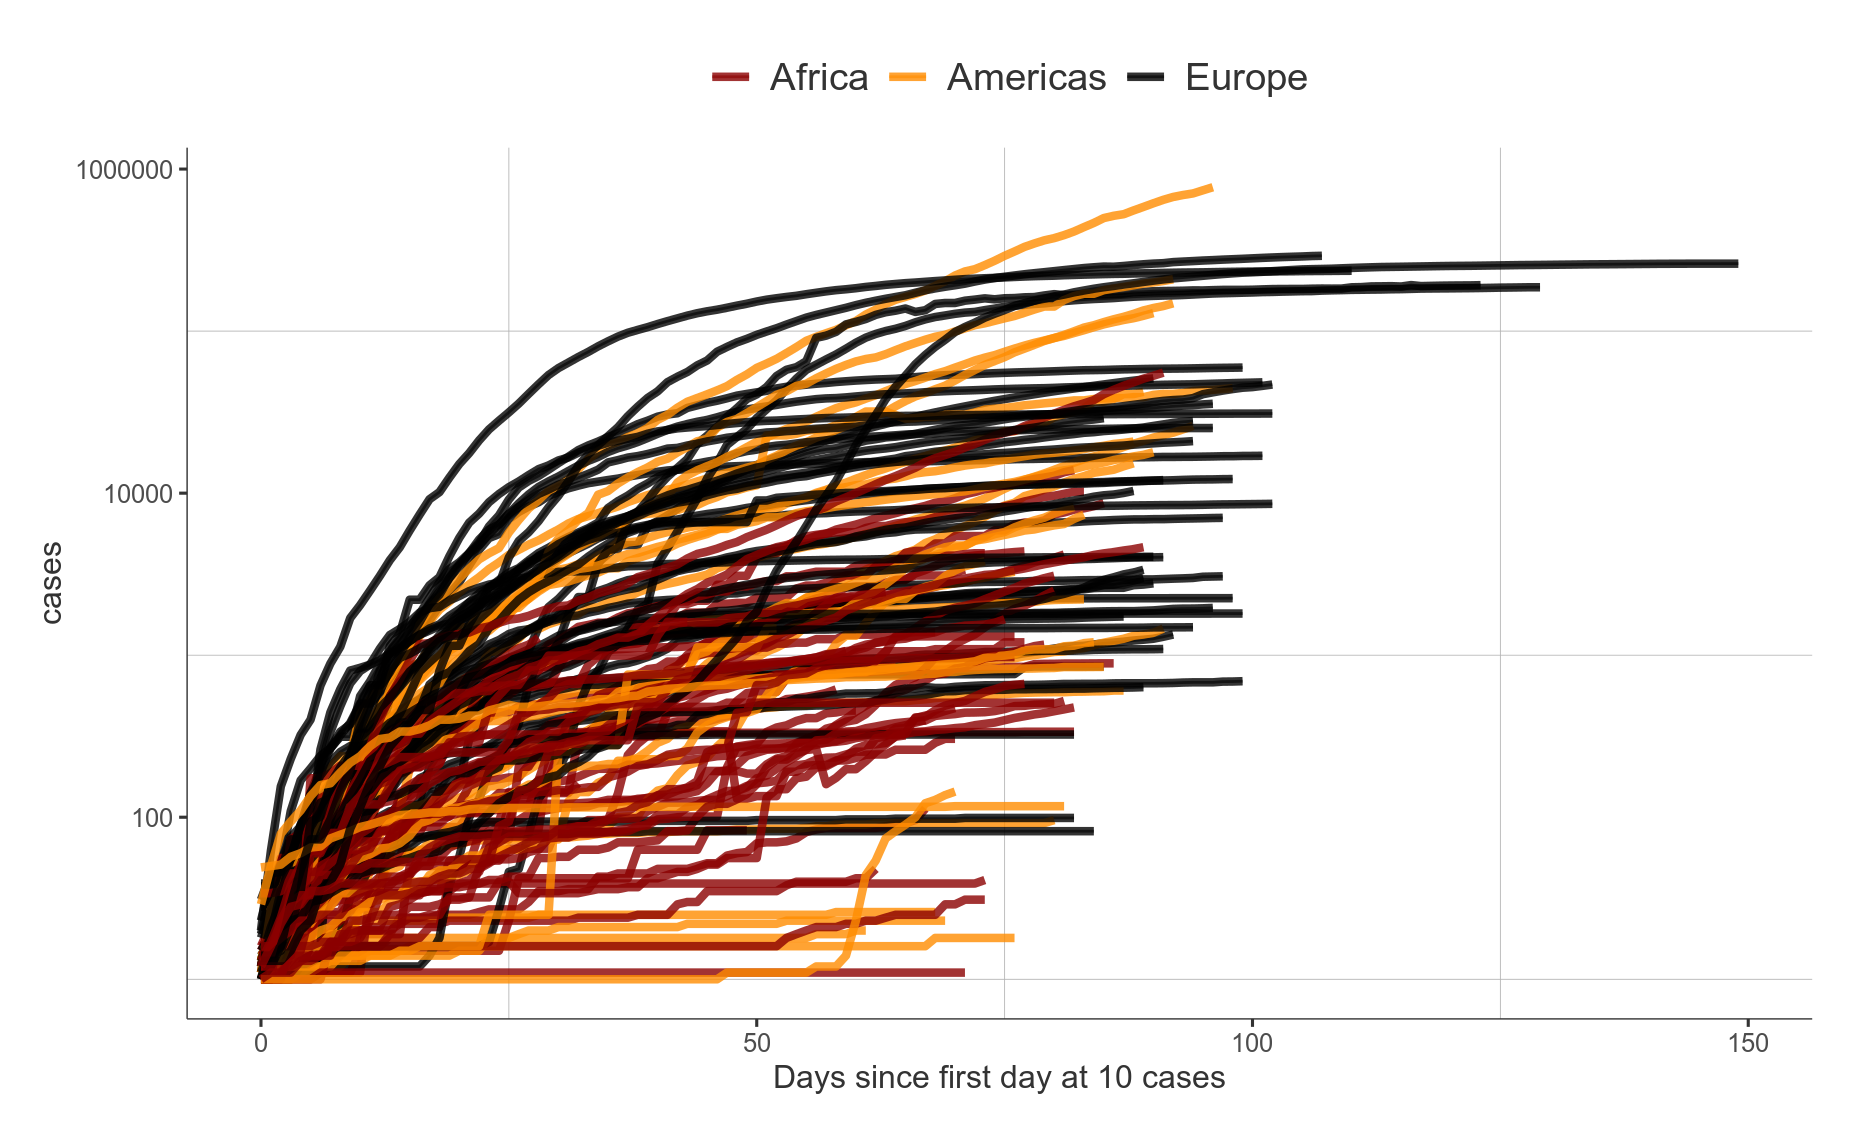 Africa Americas Europe
1000000
10000
100
cases
0 50 100 150
Days since first day at 10 cases